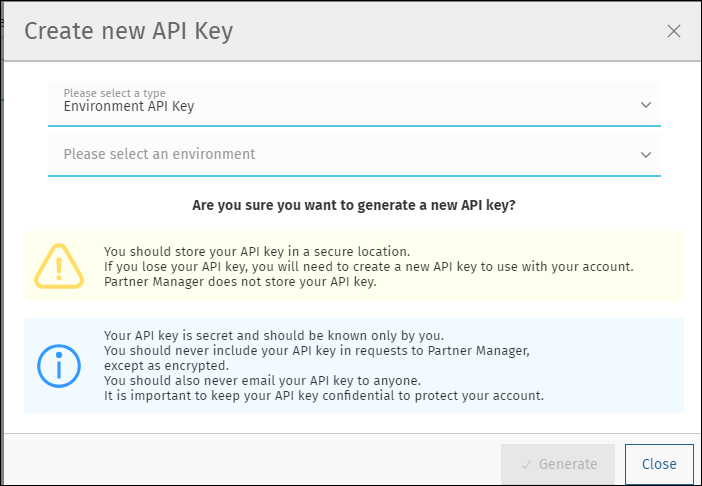 Create new API Key
Please select a type
Environment API Key
Please select an environment
Are you sure you want to generate a new API key?
You should store your API key in a secure location.
If you lose your API key, you will need to create a new API key to use with your account.
Partner Manager does not store your API key.
Your API key is secret and should be known only by you.
You should never include your API key in requests to Partner Manager,
except as encrypted.
You should also never email your API key to anyone.
It is important to keep your API key confidential to protect your account.
Generate
Close